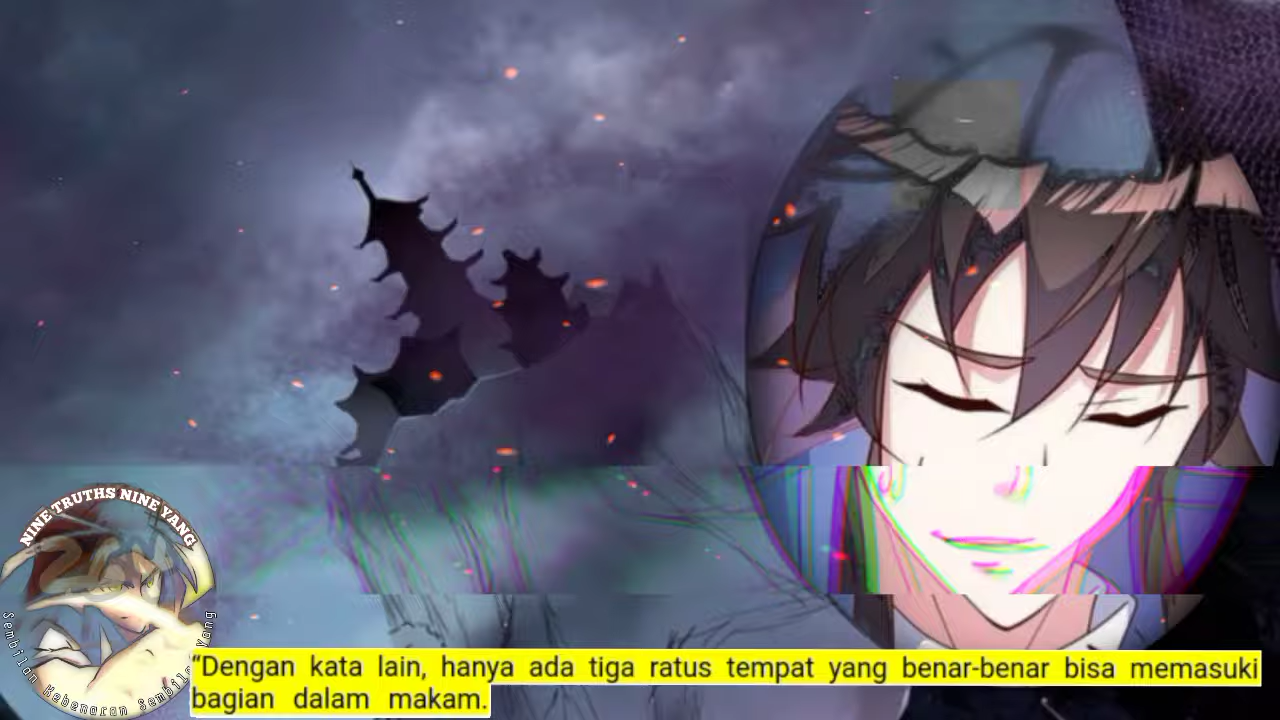 NINE TRUTHS NINE YANG
Sembilan Kebenaran Sembilan yang
“Dengan kata lain, hanya ada tiga ratus tempat yang benar-benar bisa memasuki
bagian dalam makam.